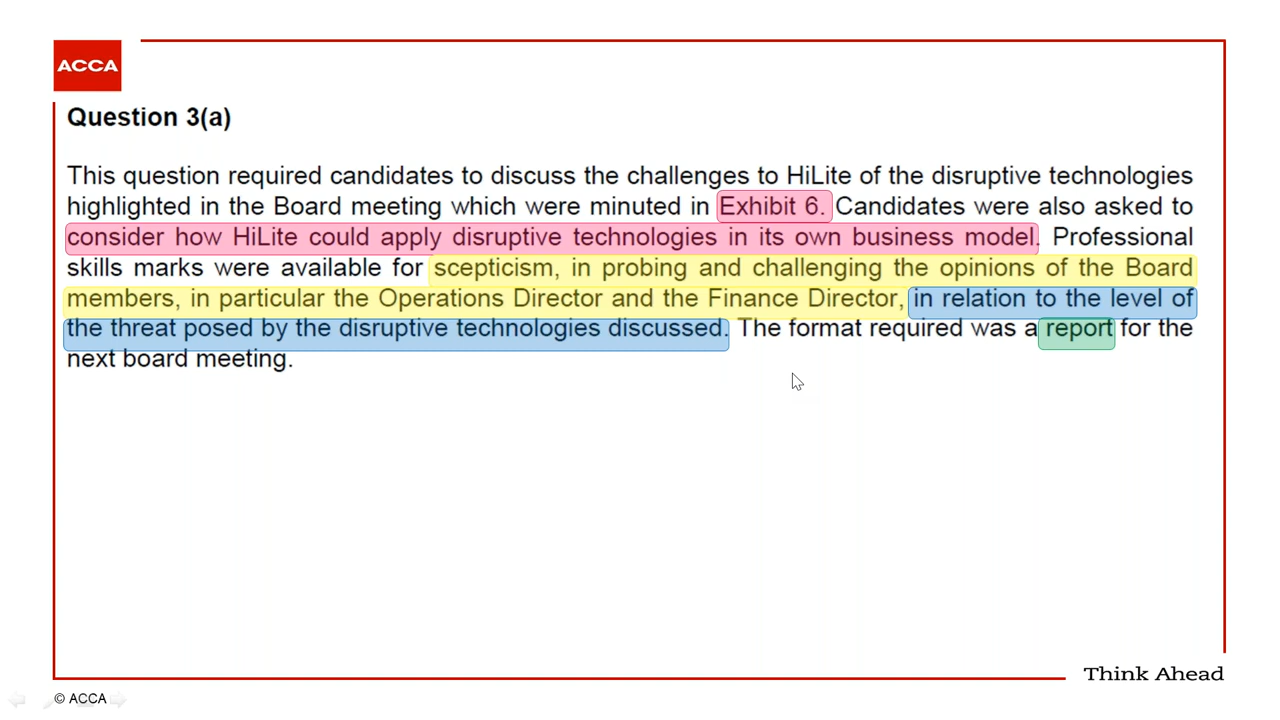 ACCA
Question 3(a)
This question required candidates to discuss the challenges to HiLite of the disruptive technologies
highlighted in the Board meeting which were minuted in Exhibit 6. Candidates were also asked to
consider how HiLite could apply disruptive technologies in its own business model. Professional
skills marks were available for scepticism, in probing and challenging the opinions of the Board
members, in particular the Operations Director and the Finance Director, in relation to the level of
the threat posed by the disruptive technologies discussed. The format required was a report for the
next board meeting.
Think Ahead
© ACCA